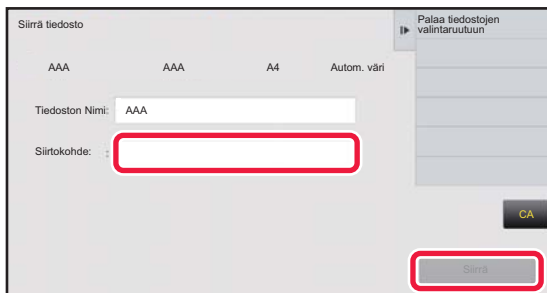 Siirrä tiedosto
Palaa tiedostojen
valintaruutuun
AAA AAA A4 Autom. väri
Tiedoston Nimi: AAA
Siirtokohde: :
CA
Siirrä